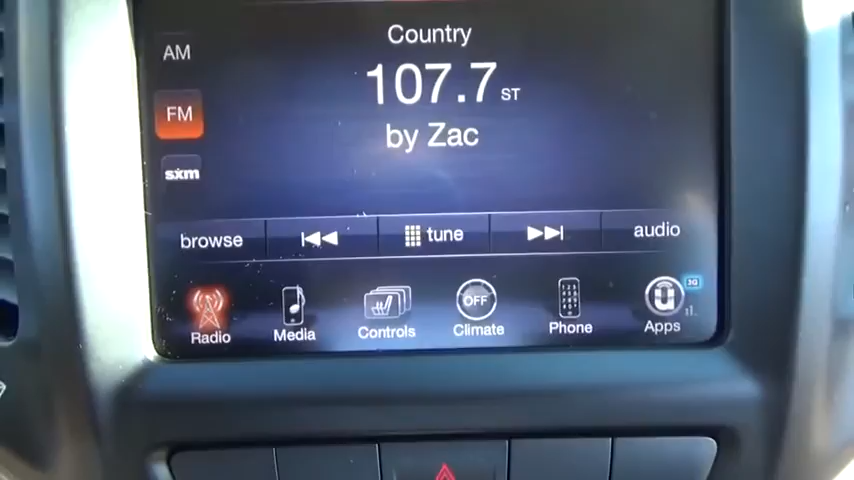 Country
AM
107.7 ST
FM
by Zac
sxm
browse
tune
audio
OFF
3G
Radio
Media
Controls
Climate
Phone
Apps